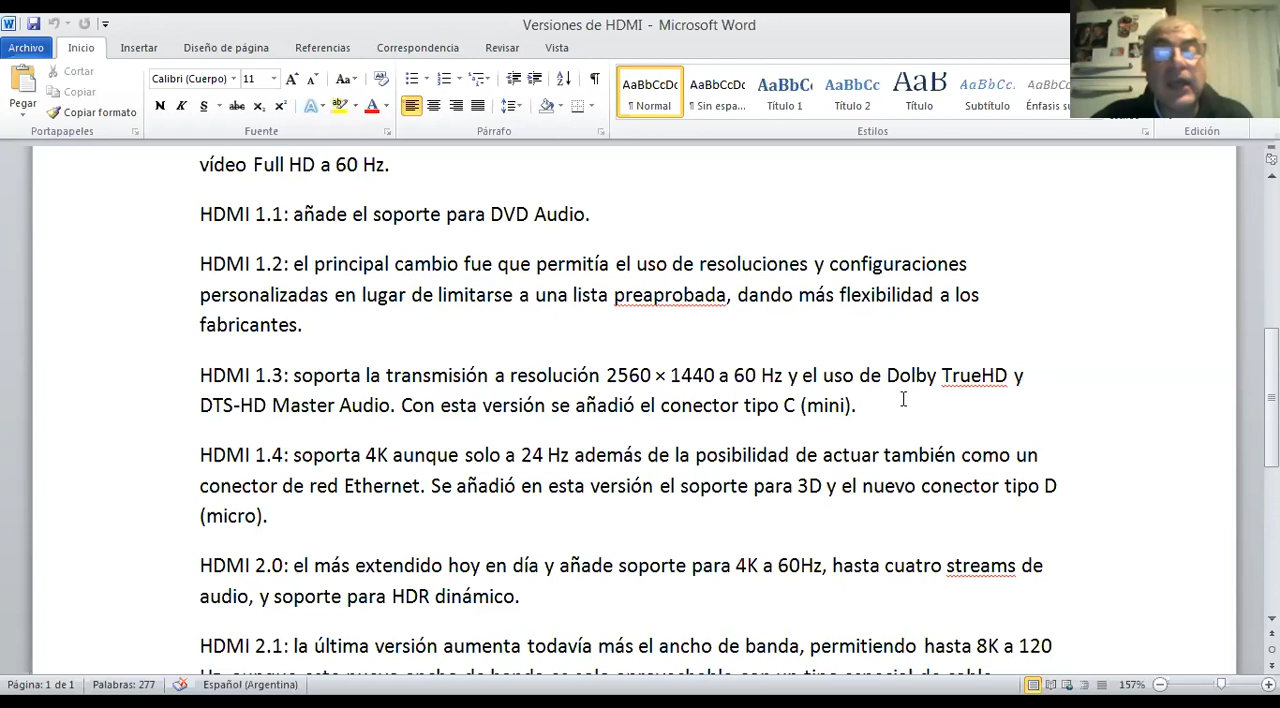 Versiones de HDMI - Microsoft Word
Archivo Inicio Insertar Diseño de página Referencias Correspondencia Revisar Vista
Pegar
Cortar
Copiar
Copiar formato
Portapapeles
Calibri (Cuerpo) 11
N K S abc x₂ x² A ab A
Fuente
Párrafo
AaBbCcDc AaBbCcDc AaBbC( AaBbCc AaB AaBbCc. AaBbCc
¶ Normal ¶ Sin espa... Título 1 Título 2 Título Subtítulo Énfasis su
Estilos
Edición
vídeo Full HD a 60 Hz.
HDMI 1.1: añade el soporte para DVD Audio.
HDMI 1.2: el principal cambio fue que permitía el uso de resoluciones y configuraciones
personalizadas en lugar de limitarse a una lista preaprobada, dando más flexibilidad a los
fabricantes.
HDMI 1.3: soporta la transmisión a resolución 2560 × 1440 a 60 Hz y el uso de Dolby TrueHD y
DTS-HD Master Audio. Con esta versión se añadió el conector tipo C (mini).
HDMI 1.4: soporta 4K aunque solo a 24 Hz además de la posibilidad de actuar también como un
conector de red Ethernet. Se añadió en esta versión el soporte para 3D y el nuevo conector tipo D
(micro).
HDMI 2.0: el más extendido hoy en día y añade soporte para 4K a 60Hz, hasta cuatro streams de
audio, y soporte para HDR dinámico.
HDMI 2.1: la última versión aumenta todavía más el ancho de banda, permitiendo hasta 8K a 120
Página: 1 de 1 Palabras: 277 Español (Argentina) 157%